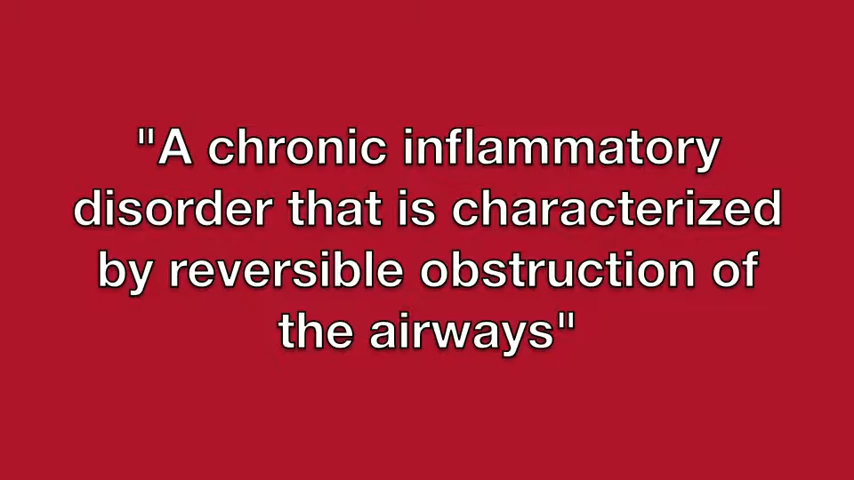 "A chronic inflammatory
disorder that is characterized
by reversible obstruction of
the airways"